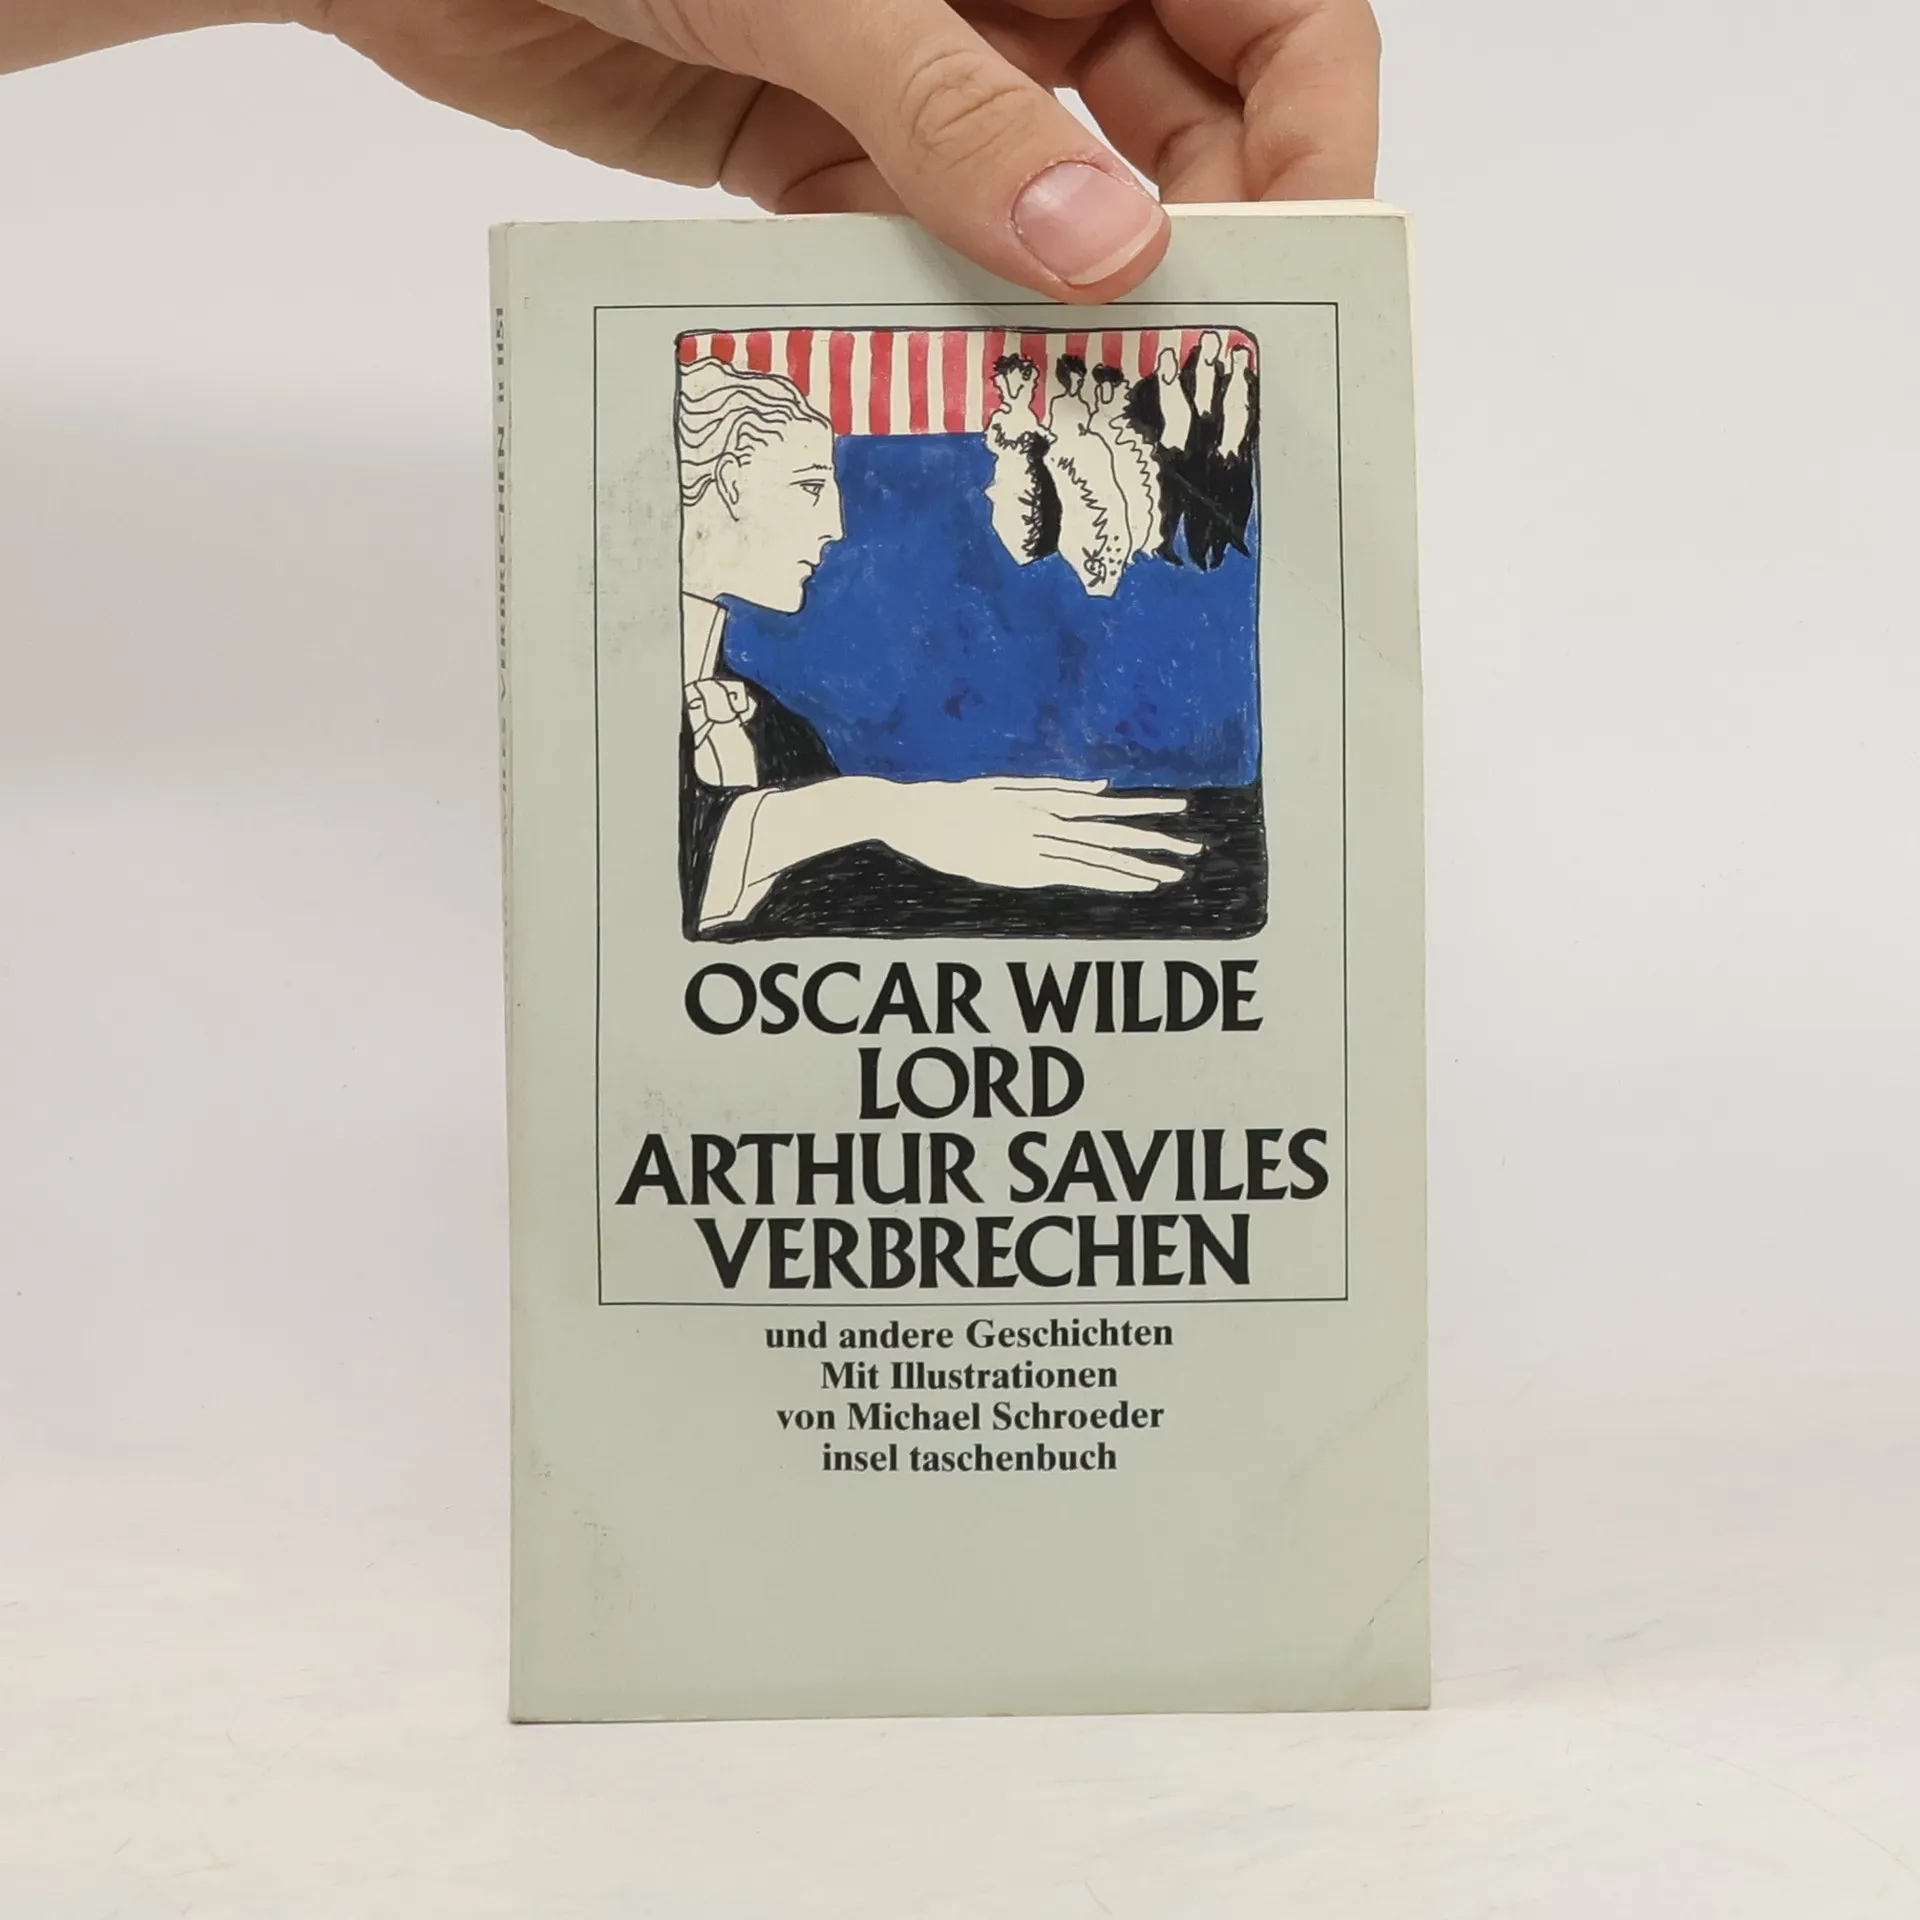 OSCAR WILDE
LORD
ARTHUR SAVILES
VERBRECHEN
und andere Geschichten
Mit Illustrationen
von Michael Schroeder
insel taschenbuch